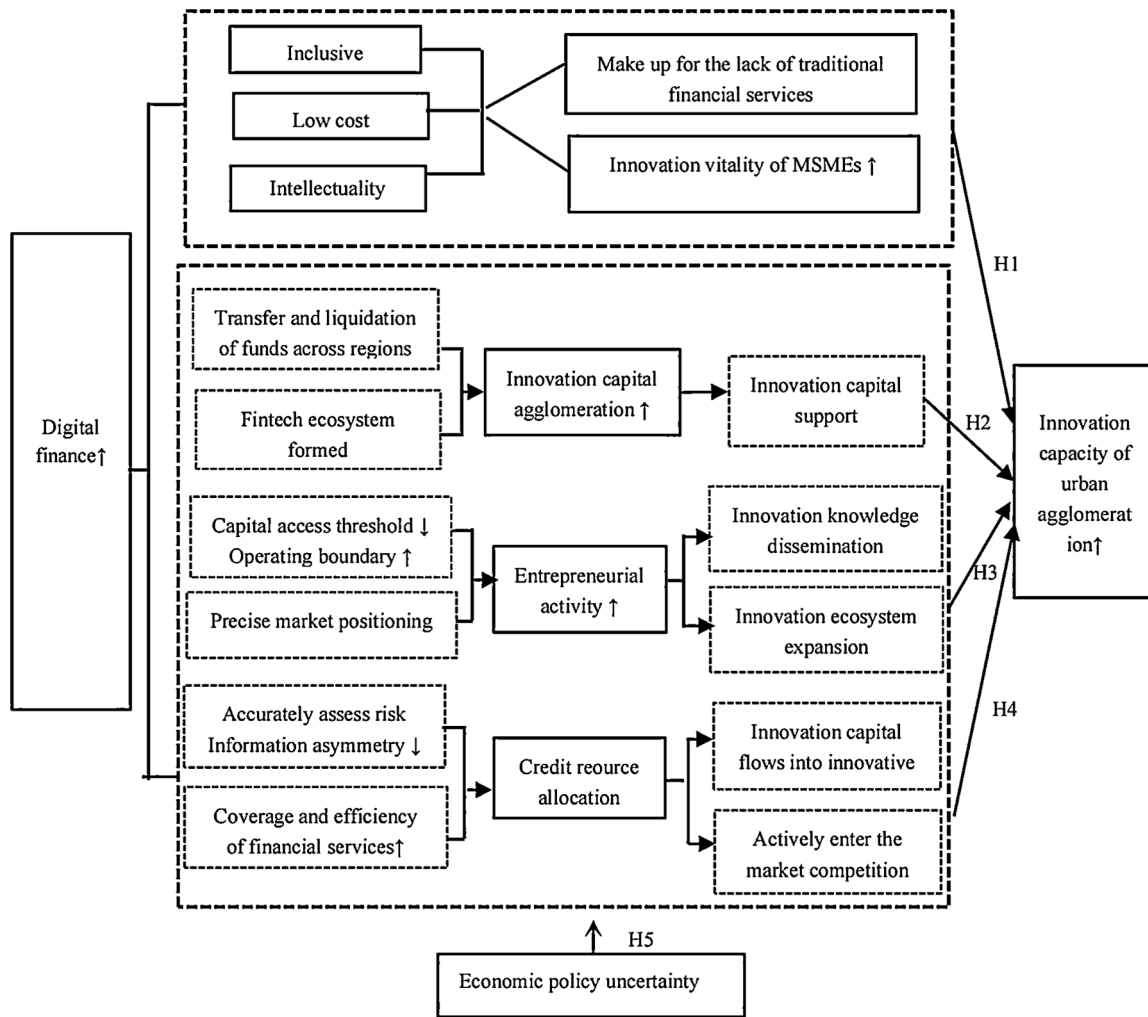 Inclusive
Low cost
Intellectuality
Make up for the lack of traditional
financial services
Innovation vitality of MSMEs ↑
Digital
finance↑
Transfer and liquidation
of funds across regions
Fintech ecosystem
formed
Innovation capital
agglomeration ↑
Innovation capital
support
Capital access threshold ↓
Operating boundary ↑
Precise market positioning
Entrepreneurial
activity ↑
Innovation knowledge
dissemination
Innovation ecosystem
expansion
Accurately assess risk
Information asymmetry ↓
Coverage and efficiency
of financial services↑
Credit reource
allocation
Innovation capital
flows into innovative
Actively enter the
market competition
H1
H2
H3
H4
Innovation
capacity of
urban
agglomerat
ion↑
H5
Economic policy uncertainty